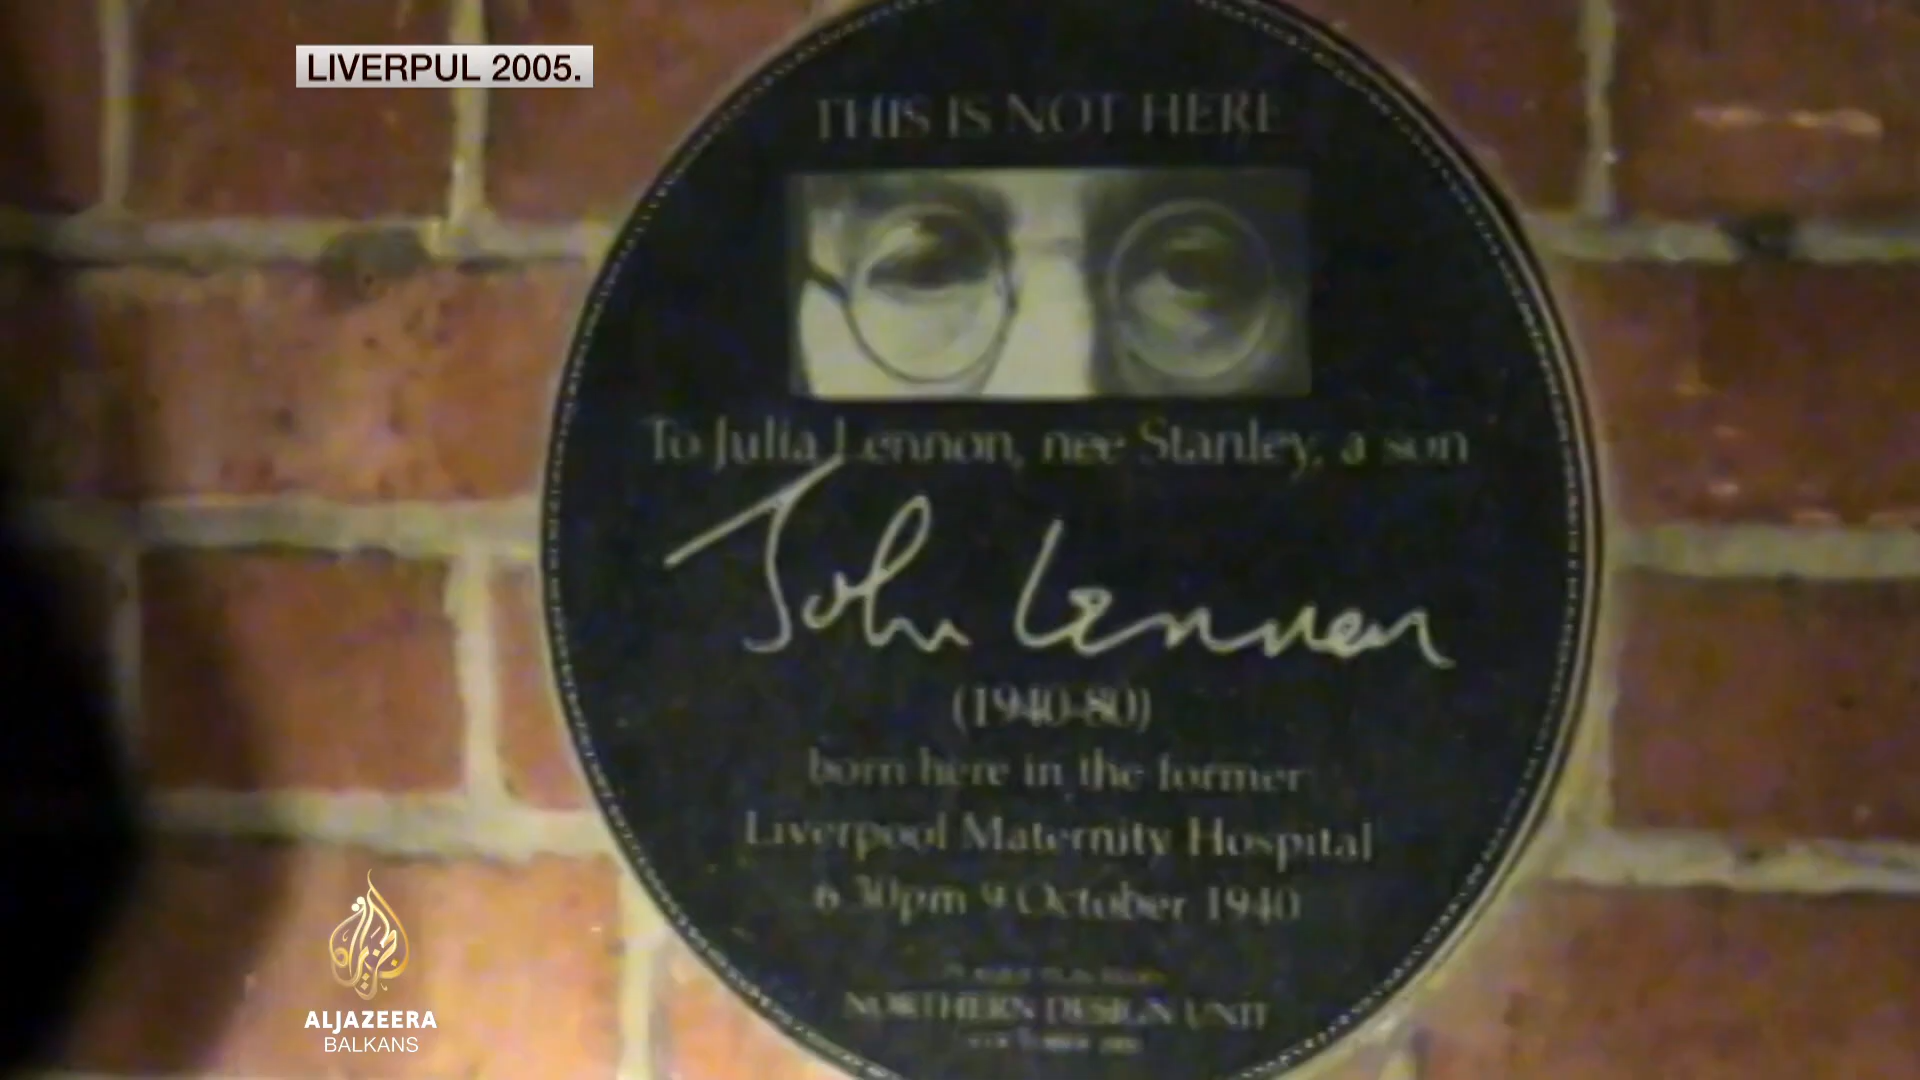 LIVERPUL 2005.
THIS IS NOT HERE
To Julia Lennon, nee Stanley, a son
John Lennon
(1940-80)
born here in the former
Liverpool Maternity Hospital
6.30pm 9 October 1940
NORTHERN DESIGN UNIT
ALJAZEERA
BALKANS